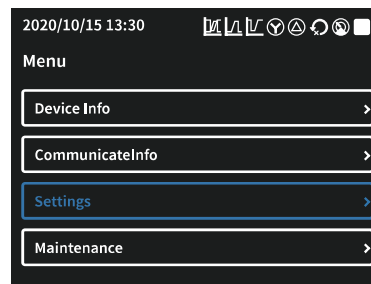 2020/10/15 13:30
Menu
Device Info
CommunicateInfo
Settings
Maintenance